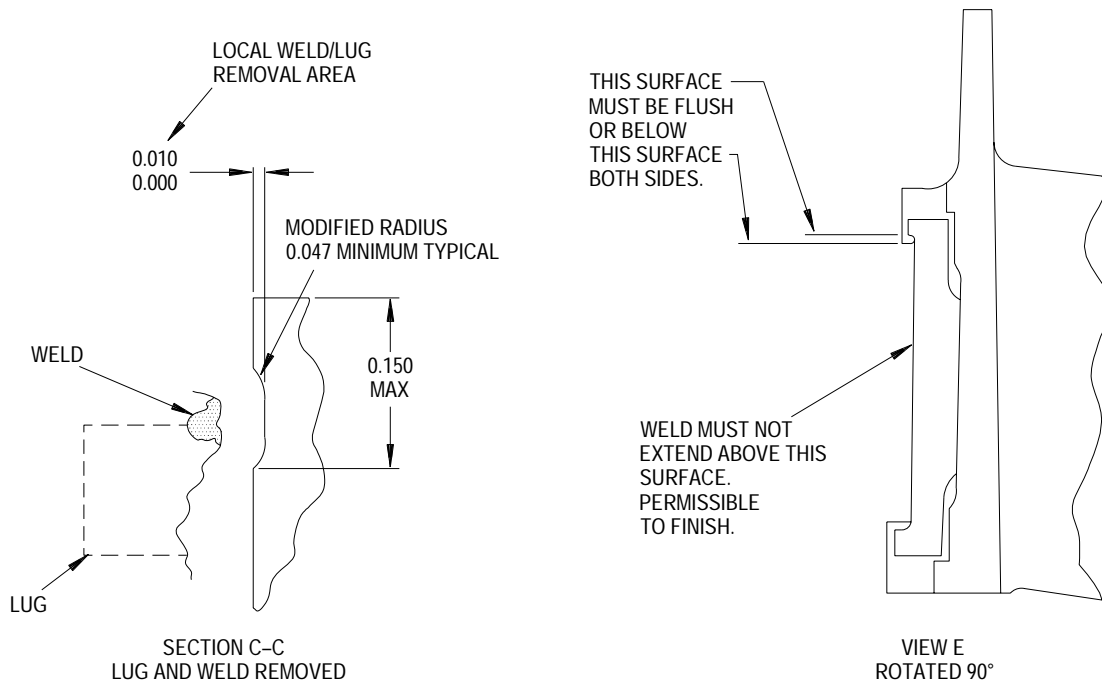 LOCAL WELD/LUG
REMOVAL AREA
0.010
0.000
MODIFIED RADIUS
0.047 MINIMUM TYPICAL
WELD
0.150
MAX
LUG
SECTION C–C
LUG AND WELD REMOVED
THIS SURFACE
MUST BE FLUSH
OR BELOW
THIS SURFACE
BOTH SIDES.
WELD MUST NOT
EXTEND ABOVE THIS
SURFACE.
PERMISSIBLE
TO FINISH.
VIEW E
ROTATED 90°